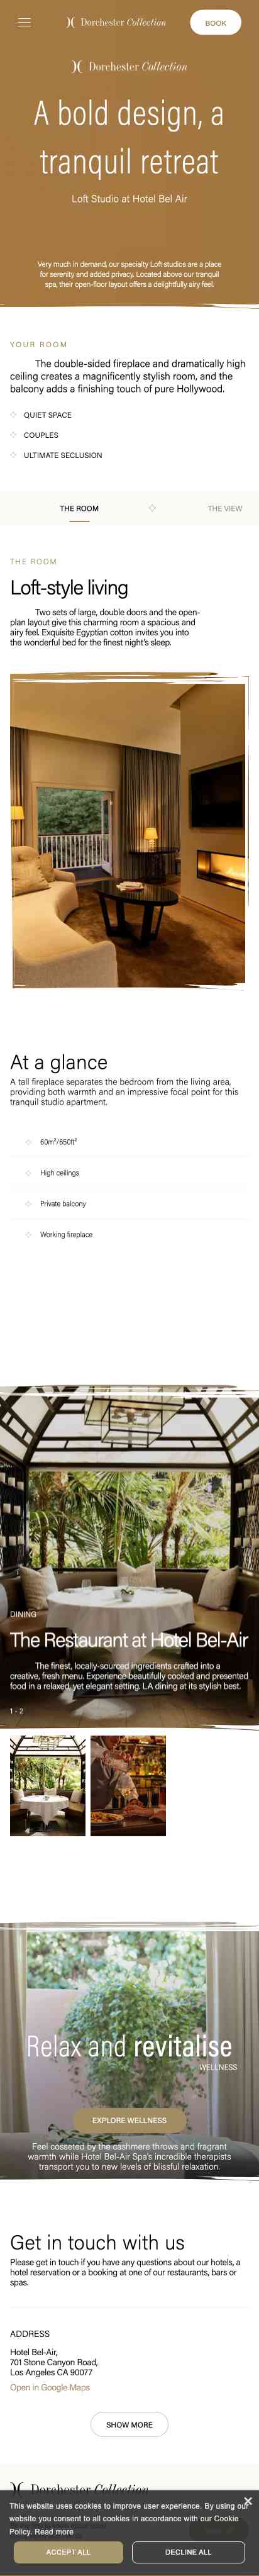 Dorchester Collection
BOOK
Dorchester Collection
A bold design, a
tranquil retreat
Loft Studio at Hotel Bel Air
Very much in demand, our specialty Loft studios are a place
for serenity and added privacy. Located above our tranquil
spa, their open-floor layout offers a delightfully airy feel.
YOUR ROOM
The double-sided fireplace and dramatically high
ceiling creates a magnificently stylish room, and the
balcony adds a finishing touch of pure Hollywood.
QUIET SPACE
COUPLES
ULTIMATE SECLUSION
THE ROOM
THE VIEW
THE ROOM
Loft-style living
Two sets of large, double doors and the open-
plan layout give this charming room a spacious and
airy feel. Exquisite Egyptian cotton invites you into
the wonderful bed for the finest night's sleep.
At a glance
A tall fireplace separates the bedroom from the living area,
providing both warmth and an impressive focal point for this
tranquil studio apartment.
60m²/650ft²
High ceilings
Private balcony
Working fireplace
DINING
The Restaurant at Hotel Bel-Air
The finest, locally-sourced ingredients crafted into a
creative, fresh menu. Experience beautifully cooked and presented
food in a relaxed, yet elegant setting. LA dining at its stylish best.
1 - 2
Relax and revitalise
WELLNESS
EXPLORE WELLNESS
Feel cosseted by the cashmere throws and fragrant
warmth while Hotel Bel-Air Spa's incredible therapists
transport you to new levels of blissful relaxation.
Get in touch with us
Please get in touch if you have any questions about our hotels, a
hotel reservation or a booking at one of our restaurants, bars or
spas.
ADDRESS
Hotel Bel-Air,
701 Stone Canyon Road,
Los Angeles CA 90077
Open in Google Maps
SHOW MORE
Dorchester Collection
This website uses cookies to improve user experience. By using our
website you consent to all cookies in accordance with our Cookie
Policy. Read more
ACCEPT ALL
DECLINE ALL